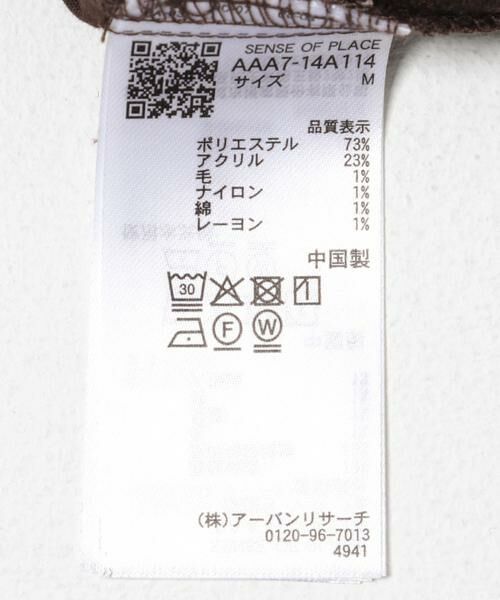 SENSE OF PLACE
AAA7-14A114
サイズ M
品質表示
ポリエステル 73%
アクリル 23%
毛 1%
ナイロン 1%
綿 1%
レーヨン 1%
中国製
30
F W
(株)アーバンリサーチ
0120-96-7013
4941